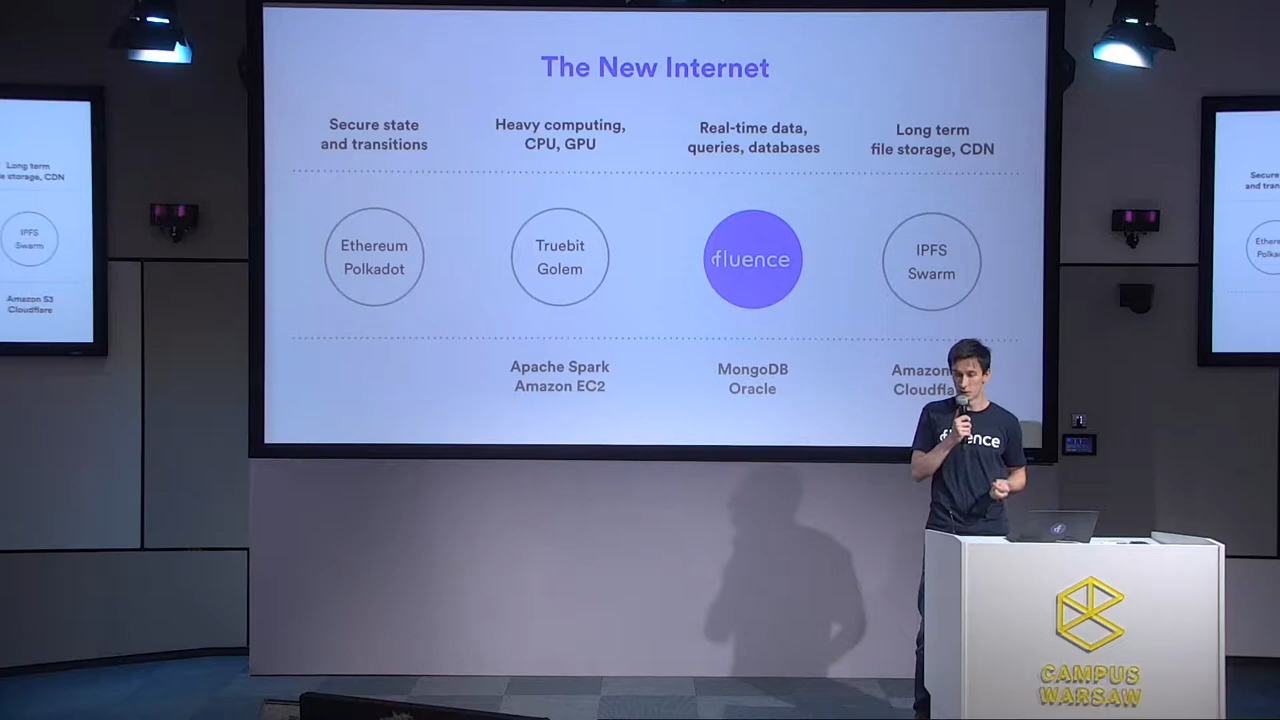 The New Internet
Secure state
and transitions
Heavy computing,
CPU, GPU
Real-time data,
queries, databases
Long term
file storage, CDN
Ethereum
Polkadot
Truebit
Golem
fluence
IPFS
Swarm
Apache Spark
Amazon EC2
MongoDB
Oracle
Amazon
Long term
storage, CDN
IPFS
Swarm
Amazon S3
Cloudflare
Secure
CAMPUS
WARSAW